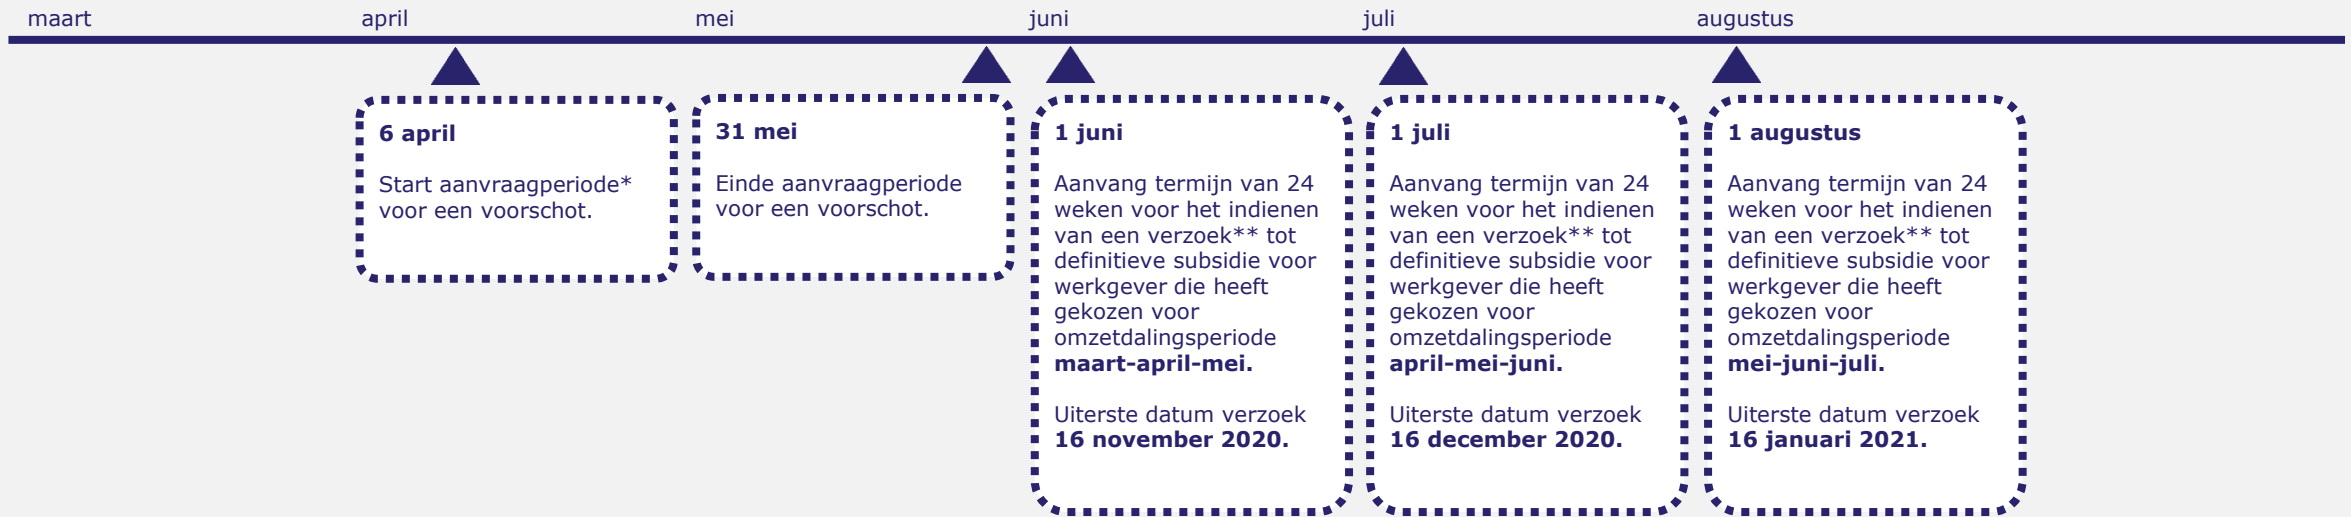 maart
april
mei
juni
juli
augustus
6 april
Start aanvraagperiode*
voor een voorschot.
31 mei
Einde aanvraagperiode
voor een voorschot.
1 juni
Aanvang termijn van 24
weken voor het indienen
van een verzoek** tot
definitieve subsidie voor
werkgever die heeft
gekozen voor
omzetdalingsperiode
maart-april-mei.
Uiterste datum verzoek
16 november 2020.
1 juli
Aanvang termijn van 24
weken voor het indienen
van een verzoek** tot
definitieve subsidie voor
werkgever die heeft
gekozen voor
omzetdalingsperiode
april-mei-juni.
Uiterste datum verzoek
16 december 2020.
1 augustus
Aanvang termijn van 24
weken voor het indienen
van een verzoek** tot
definitieve subsidie voor
werkgever die heeft
gekozen voor
omzetdalingsperiode
mei-juni-juli.
Uiterste datum verzoek
16 januari 2021.